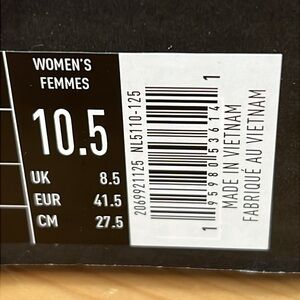 WOMEN'S
FEMMES
10.5
UK 8.5
EUR 41.5
CM 27.5
2069921125 NL5110-125
1 95980 53614 1
MADE IN VIETNAM
FABRIQUÉ AU VIETNAM